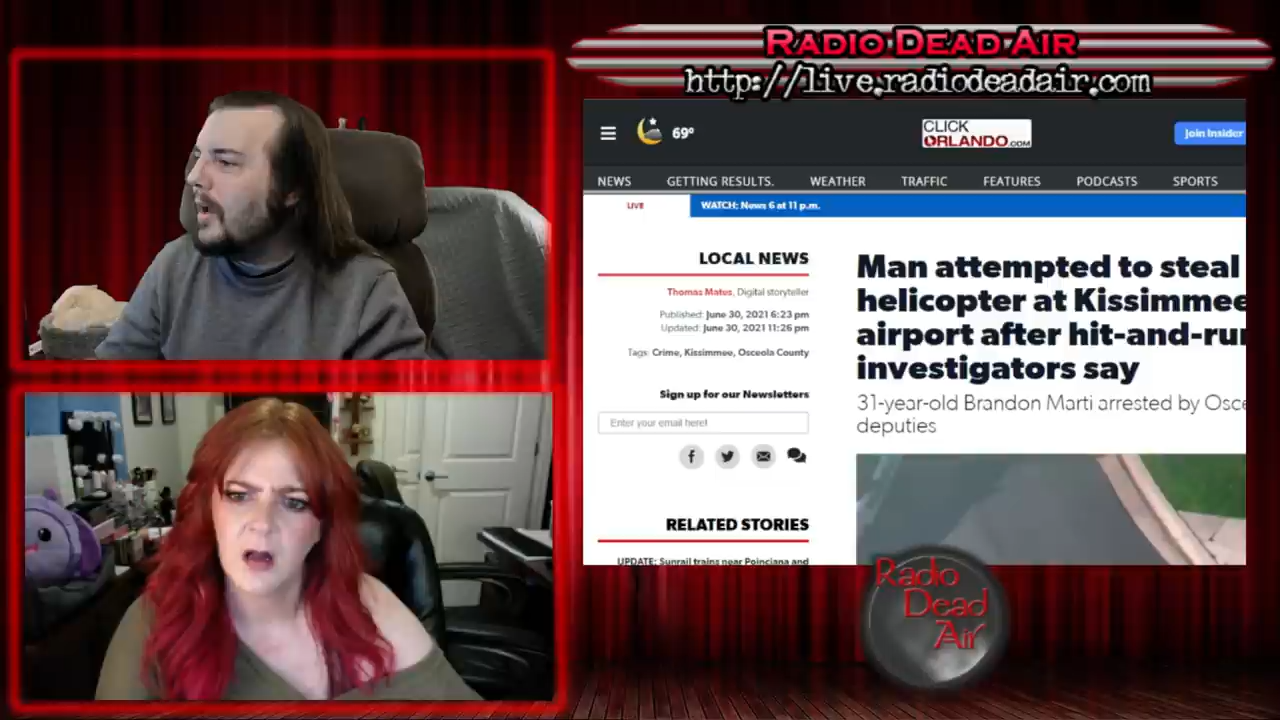 Radio Dead Air
http://live.radiodeadair.com
69°
CLICK
ORLANDO.COM
Join Insider
NEWS
GETTING RESULTS.
WEATHER
TRAFFIC
FEATURES
PODCASTS
SPORTS
LIVE
WATCH: News 6 at 11 p.m.
LOCAL NEWS
Thomas Mates, Digital storyteller
Published: June 30, 2021 6:23 pm
Updated: June 30, 2021 11:26 pm
Tags: Crime, Kissimmee, Osceola County
Sign up for our Newsletters
Enter your email here!
RELATED STORIES
UPDATE: Sunrail trains near Poinciana and
Man attempted to steal
helicopter at Kissimmee
airport after hit-and-run
investigators say
31-year-old Brandon Marti arrested by Osce
deputies
Radio
Dead
Air